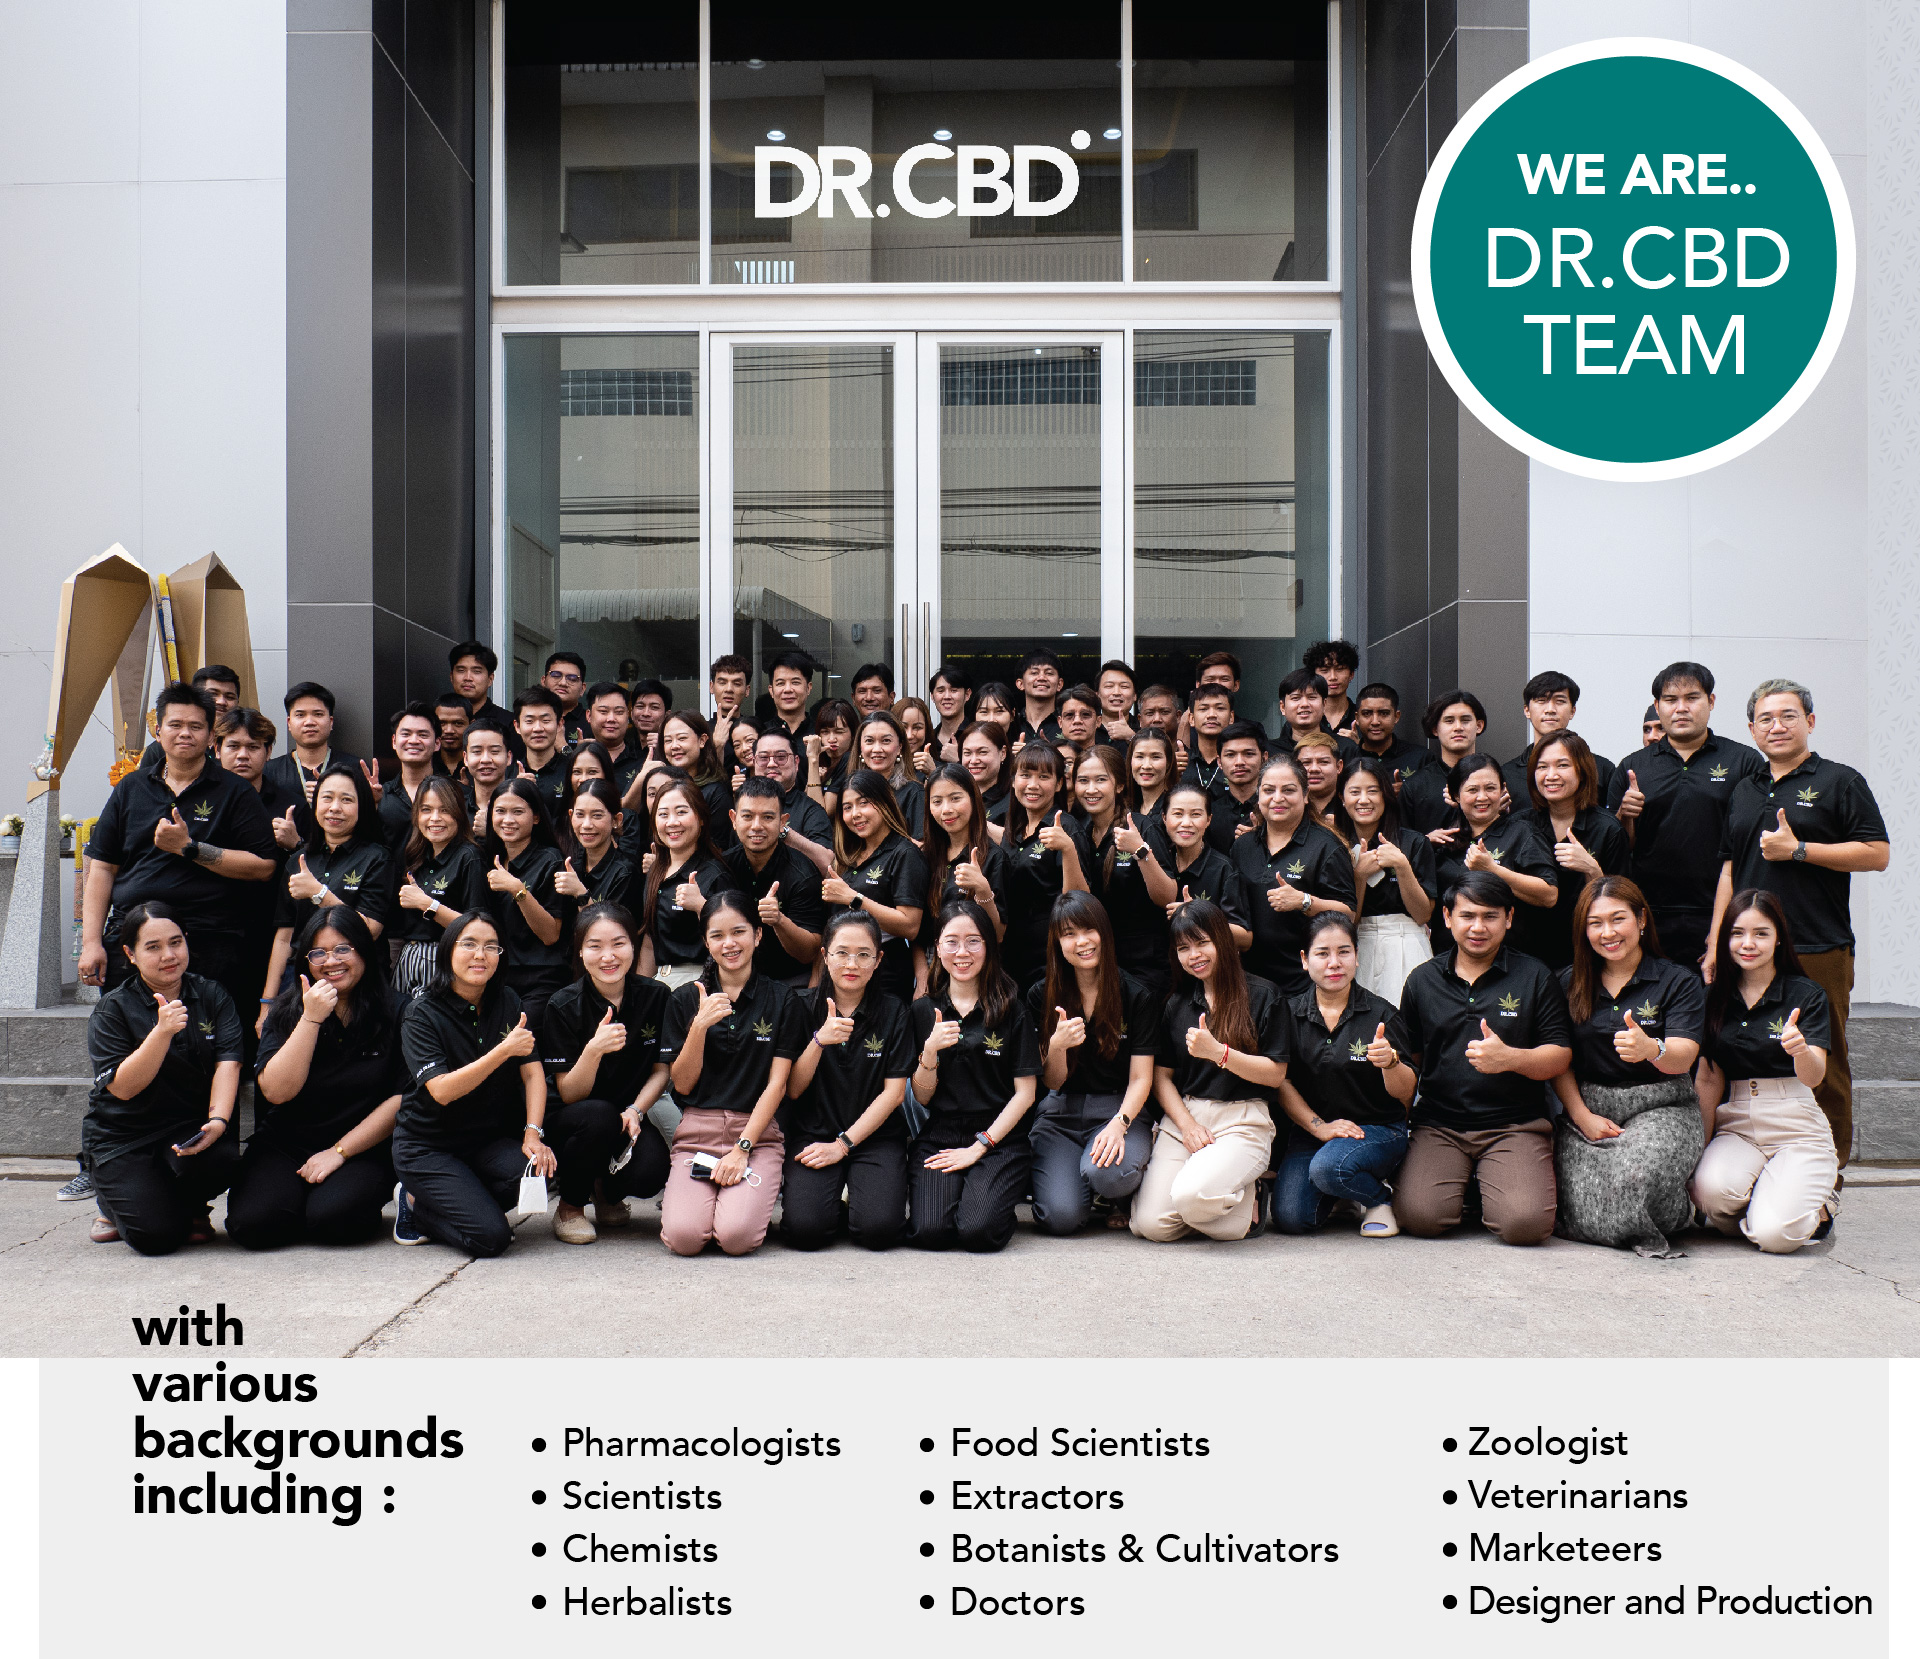 DR.CBD
WE ARE..
DR.CBD
TEAM
with
various
backgrounds
including :
• Pharmacologists
• Scientists
• Chemists
• Herbalists
• Food Scientists
• Extractors
• Botanists & Cultivators
• Doctors
• Zoologist
• Veterinarians
• Marketeers
• Designer and Production